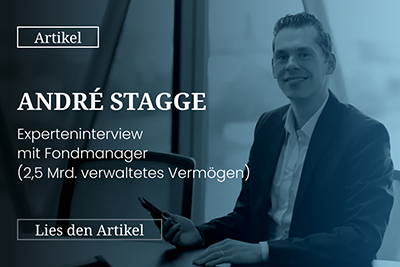 Artikel
ANDRÉ STAGGE
Experteninterview
mit Fondmanager
(2,5 Mrd. verwaltetes Vermögen)
Lies den Artikel